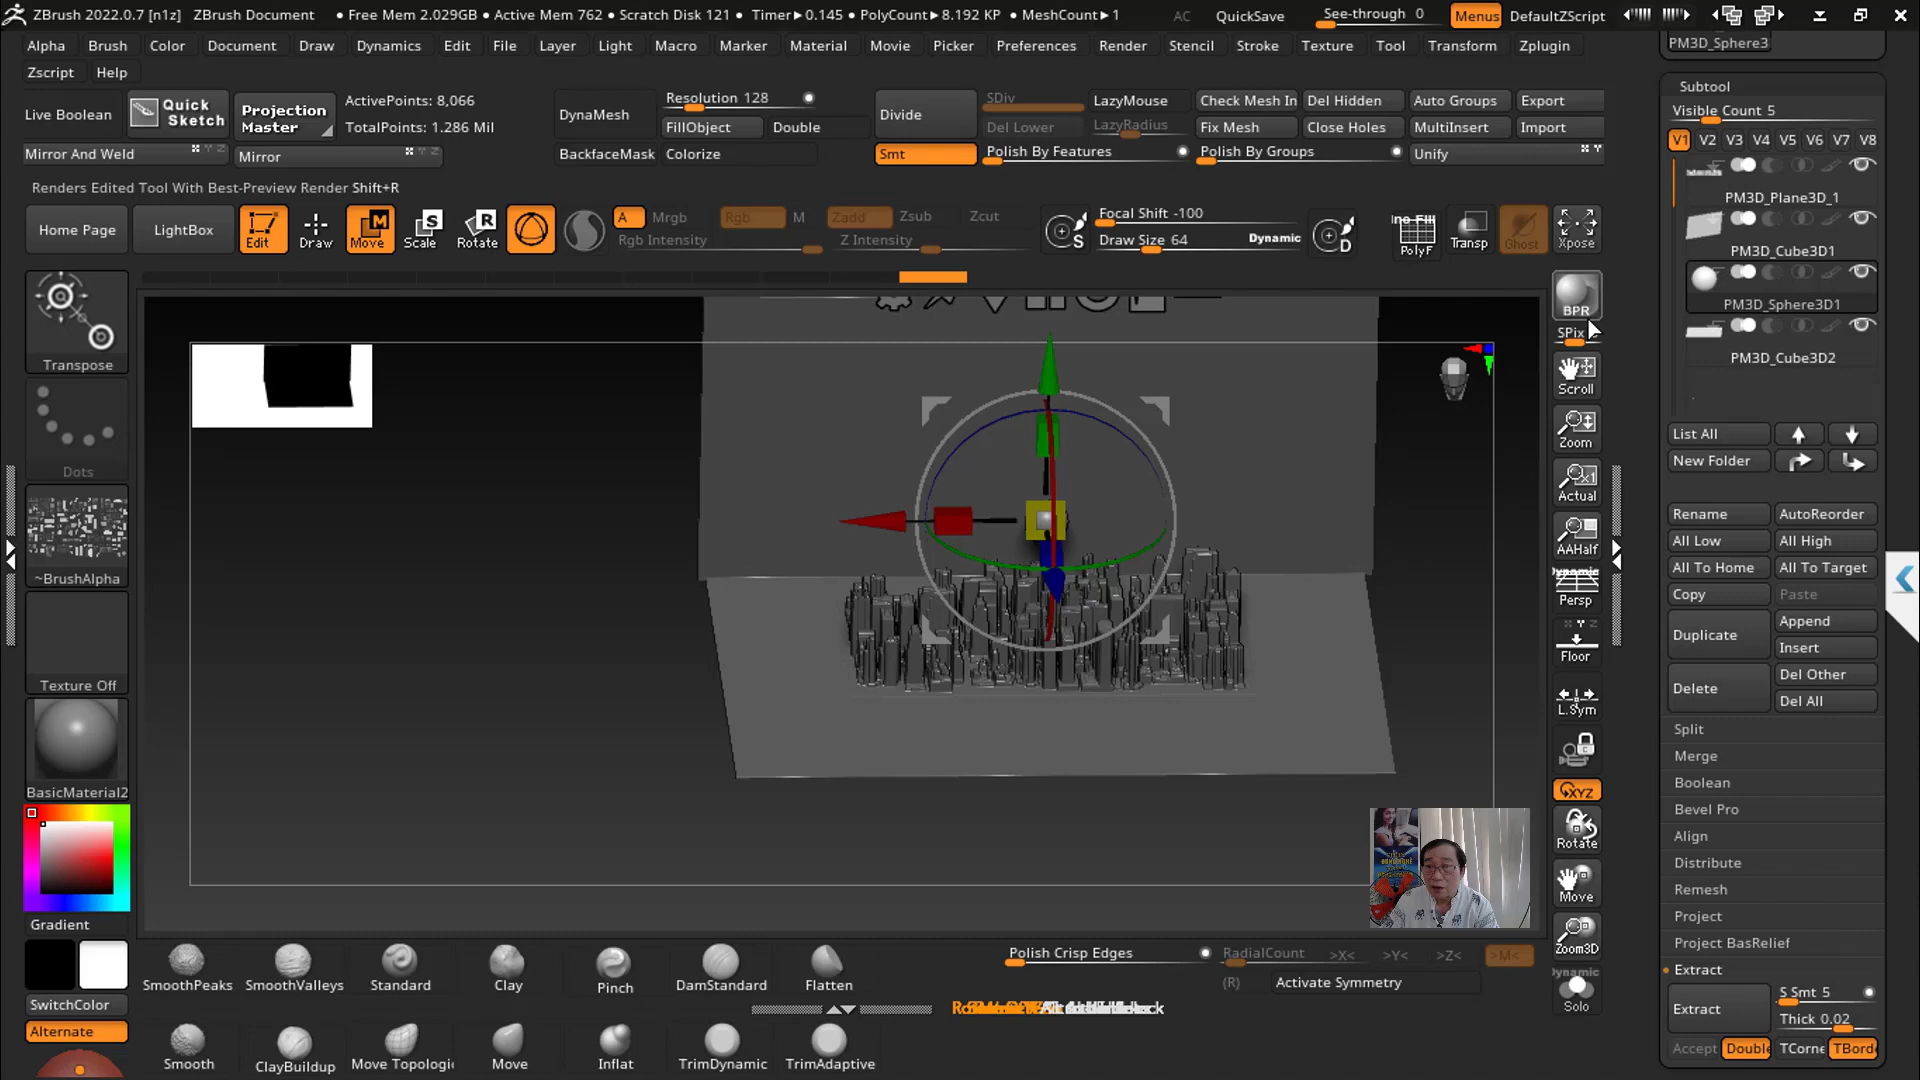 ZBrush 2022.0.7 [n1z] ZBrush Document • Free Mem 2.029GB • Active Mem 762 • Scratch Disk 121 • Timer▶0.145 • PolyCount▶8.192 KP • MeshCount▶1 AC QuickSave See-through 0 Menus DefaultZScript
Alpha Brush Color Document Draw Dynamics Edit File Layer Light Macro Marker Material Movie Picker Preferences Render Stencil Stroke Texture Tool Transform Zplugin
Zscript Help
Live Boolean
Quick Sketch
Projection Master
ActivePoints: 8,066
TotalPoints: 1.286 Mil
Mirror And Weld
Mirror
DynaMesh
Resolution 128
FillObject Double
BackfaceMask Colorize
Divide
Smt
SDiv
Del Lower
LazyMouse
LazyRadius
Check Mesh In Del Hidden Auto Groups Export
Fix Mesh Close Holes MultiInsert Import
Polish By Features Polish By Groups Unify
Renders Edited Tool With Best-Preview Render Shift+R
Home Page LightBox Edit Draw Move Scale Rotate
A Mrgb Rgb M Zadd Zsub Zcut
Rgb Intensity Z Intensity
S
Focal Shift -100
Draw Size 64 Dynamic
D
PolyF Transp Ghost Xpose
Transpose
Dots
~BrushAlpha
Texture Off
BasicMaterial2
Gradient
SwitchColor
Alternate
BPR
SPix
Scroll
Zoom
Actual
AAHalf
Dynamic
Persp
Floor
L.Sym
XYZ
Rotate
Move
Zoom3D
Dynamic
Solo
PM3D_Sphere3
Subtool
Visible Count 5
V1 V2 V3 V4 V5 V6 V7 V8
PM3D_Plane3D_1
PM3D_Cube3D1
PM3D_Sphere3D1
PM3D_Cube3D2
List All
New Folder
Rename AutoReorder
All Low All High
All To Home All To Target
Copy Paste
Duplicate Append
Insert
Delete Del Other
Del All
Split
Merge
Boolean
Bevel Pro
Align
Distribute
Remesh
Project
Project BasRelief
Extract
Extract S Smt 5
Thick 0.02
Accept Double TCorne TBord
SmoothPeaks SmoothValleys Standard Clay Pinch DamStandard Flatten
Polish Crisp Edges RadialCount >X< >Y< >Z< >M<
(R) Activate Symmetry
Smooth ClayBuildup Move Topologi Move Inflat TrimDynamic TrimAdaptive